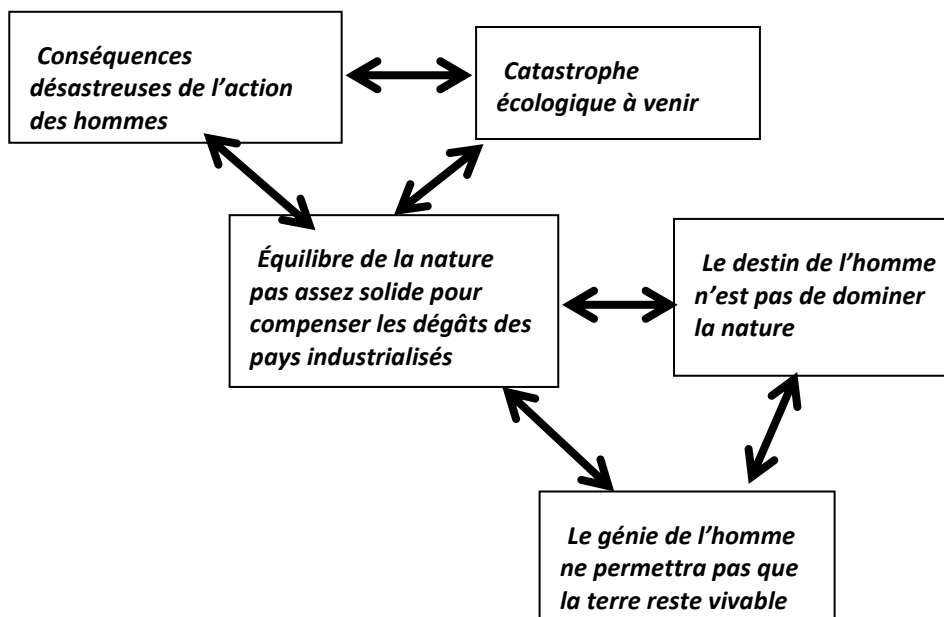 Conséquences
désastreuses de l’action
des hommes
Catastrophe
écologique à venir
Équilibre de la nature
pas assez solide pour
compenser les dégâts des
pays industrialisés
Le destin de l’homme
n’est pas de dominer
la nature
Le génie de l’homme
ne permettra pas que
la terre reste vivable